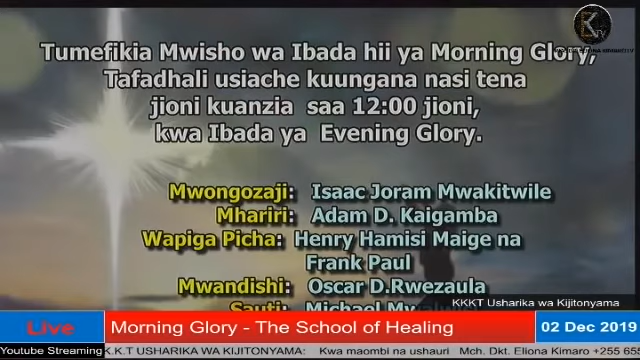 Tumefikia Mwisho wa Ibada hii ya Morning Glory,
Tafadhali usiache kuungana nasi tena
jioni kuanzia saa 12:00 jioni,
kwa Ibada ya Evening Glory.
Mwongozaji: Isaac Joram Mwakitwile
Mhariri: Adam D. Kaigamba
Wapiga Picha: Henry Hamisi Maige na
Frank Paul
Mwandishi: Oscar D.Rwezaula
Sauti: Michael
KKKT Usharika wa Kijitonyama
Live Morning Glory - The School of Healing 02 Dec 2019
Youtube Streaming K.K.T USHARIKA WA KIJITONYAMA: Kwa maombi na ushauri Mch. Dkt. Eliona Kimaro +255 65